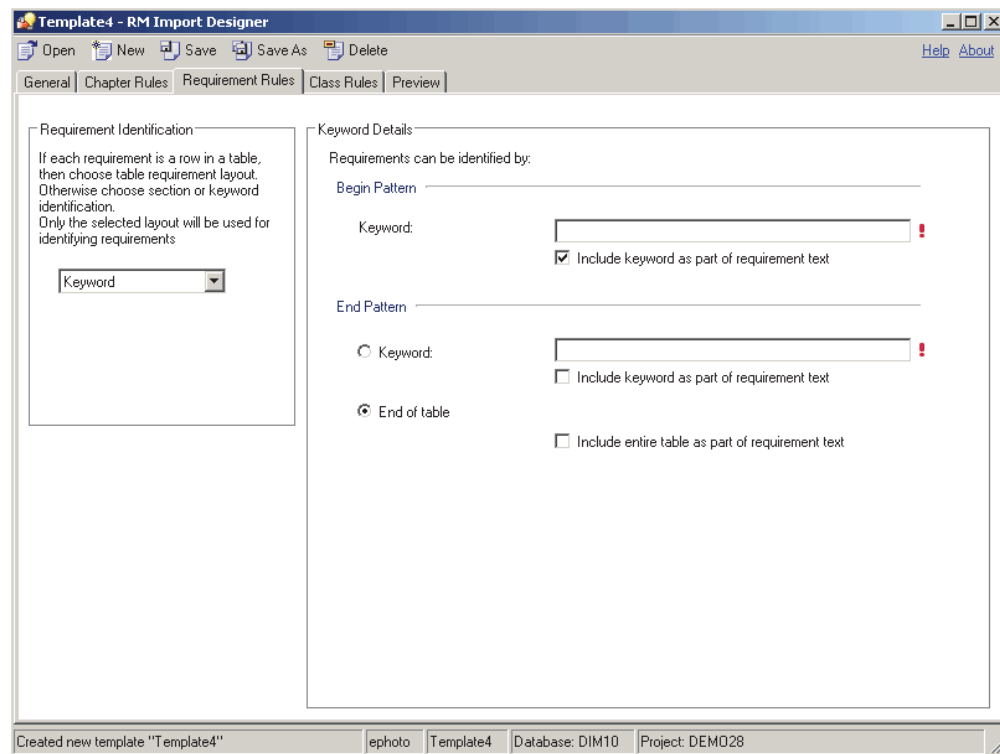 Template4 - RM Import Designer
Open New Save Save As Delete Help About
General Chapter Rules Requirement Rules Class Rules Preview
Requirement Identification
If each requirement is a row in a table,
then choose table requirement layout.
Otherwise choose section or keyword
identification.
Only the selected layout will be used for
identifying requirements
Keyword
Keyword Details
Requirements can be identified by:
Begin Pattern
Keyword:
Include keyword as part of requirement text
End Pattern
Keyword:
Include keyword as part of requirement text
End of table
Include entire table as part of requirement text
Created new template "Template4" ephoto Template4 Database: DIM10 Project: DEMO28